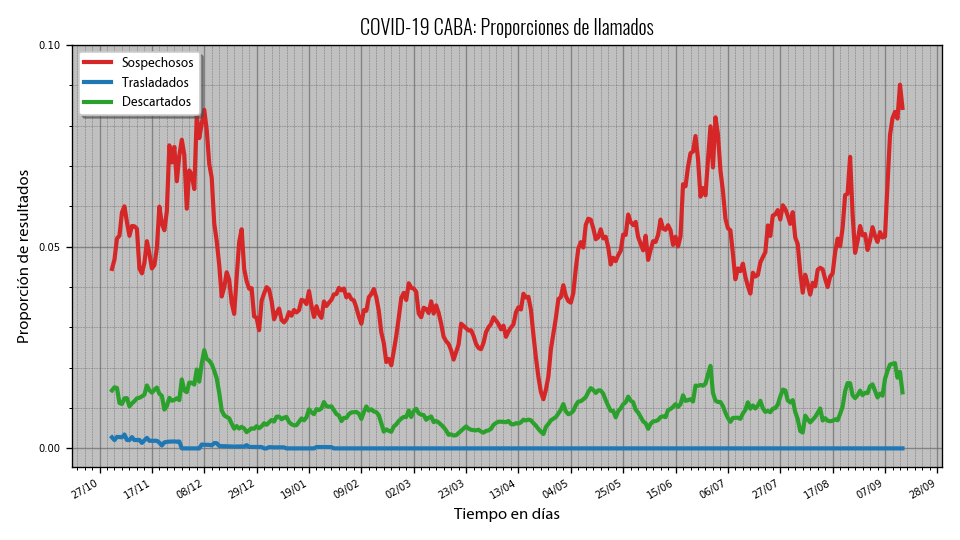 COVID-19 CABA: Proporciones de llamados
Sospechosos
Trasladados
Descartados
Proporción de resultados
0.10
0.05
0.00
27/10 17/11 08/12 29/12 19/01 09/02 02/03 23/03 13/04 04/05 25/05 15/06 06/07 27/07 17/08 07/09 28/09
Tiempo en días